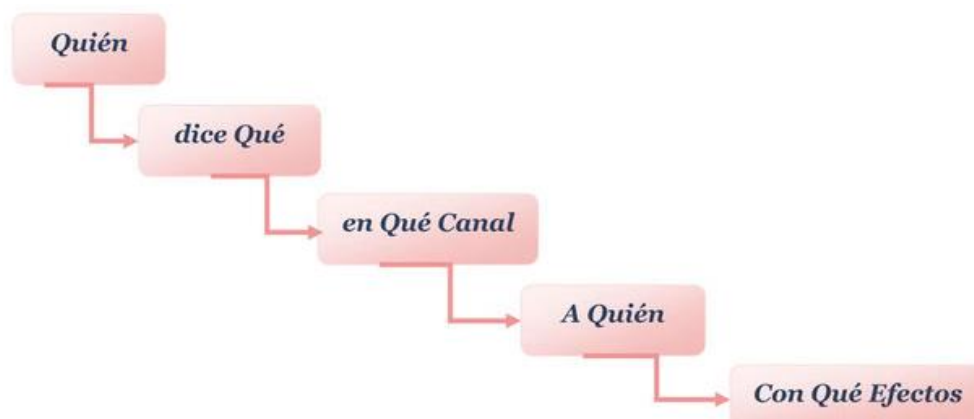 Quién
dice Qué
en Qué Canal
A Quién
Con Qué Efectos